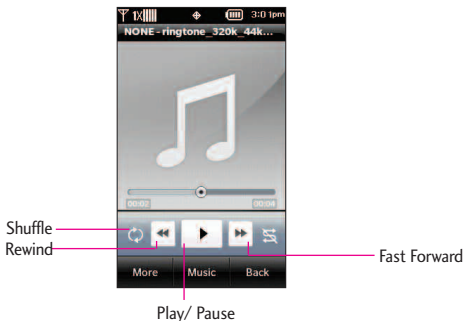 1X 3:01pm
NONE - ringtone_320k_44k...
00:02 00:04
Shuffle
Rewind
Fast Forward
More Music Back
Play/ Pause